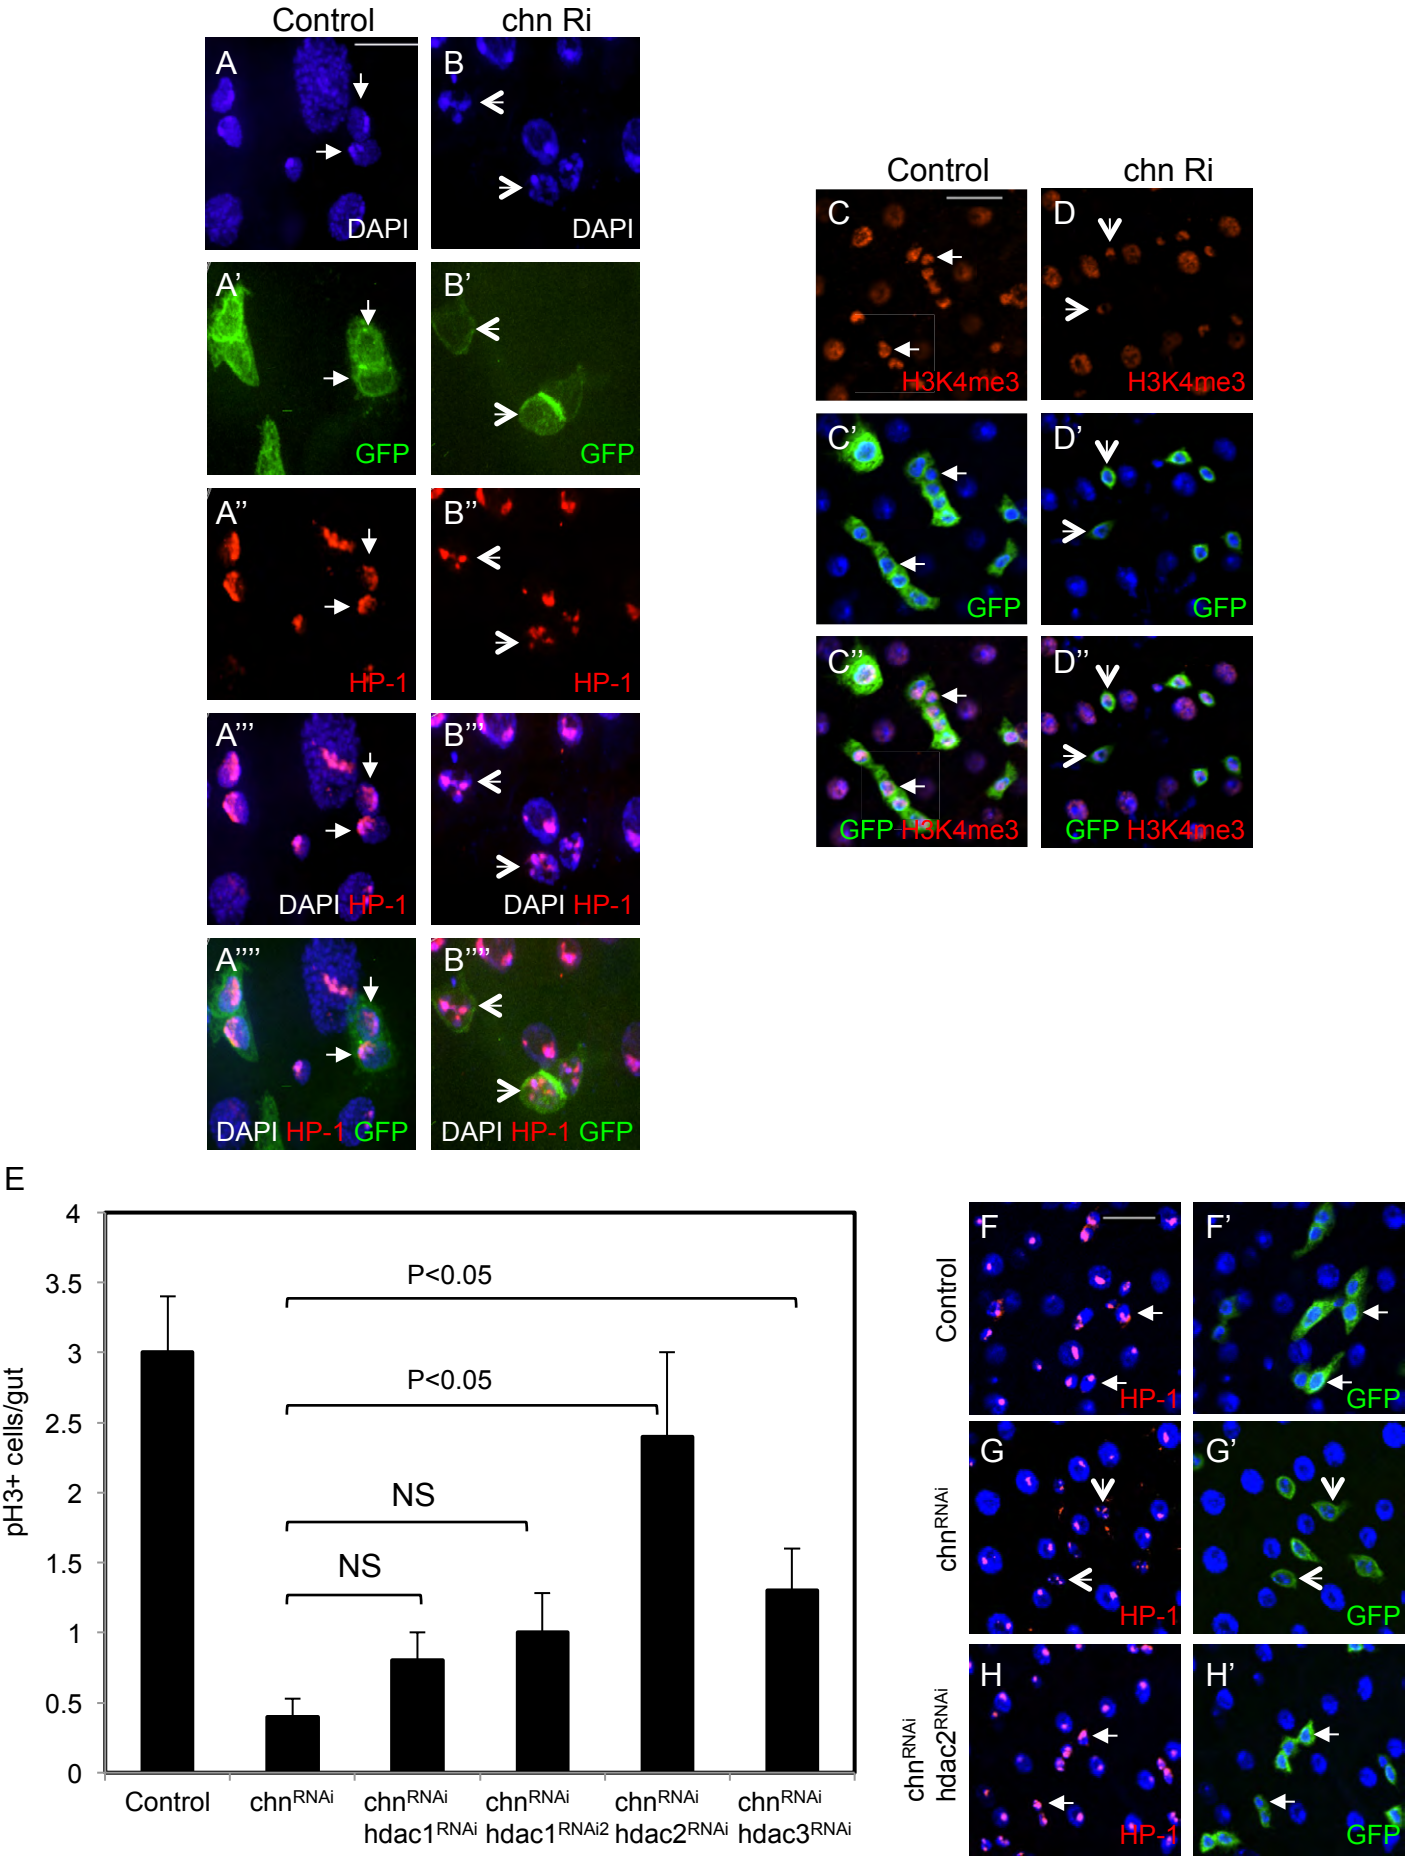 Control chn Ri
A B
DAPI DAPI
A’ B’
GFP GFP
A’’ B’’
HP-1 HP-1
A’’’ B’’’
DAPI HP-1 DAPI HP-1
A’’’’ B’’’’
DAPI HP-1 GFP DAPI HP-1 GFP
Control chn Ri
C D
H3K4me3 H3K4me3
C’ D’
GFP GFP
C’’ D’’
GFP H3K4me3 GFP H3K4me3
E
pH3+ cells/gut
4
3.5
3
2.5
2
1.5
1
0.5
0
P<0.05
P<0.05
NS
NS
Control
chnRNAi
chnRNAi hdac1RNAi
chnRNAi hdac1RNAi2
chnRNAi hdac2RNAi
chnRNAi hdac3RNAi
Control
F F’
HP-1 GFP
chnRNAi
G G’
HP-1 GFP
chnRNAi
hdac2RNAi
H H’
HP-1 GFP